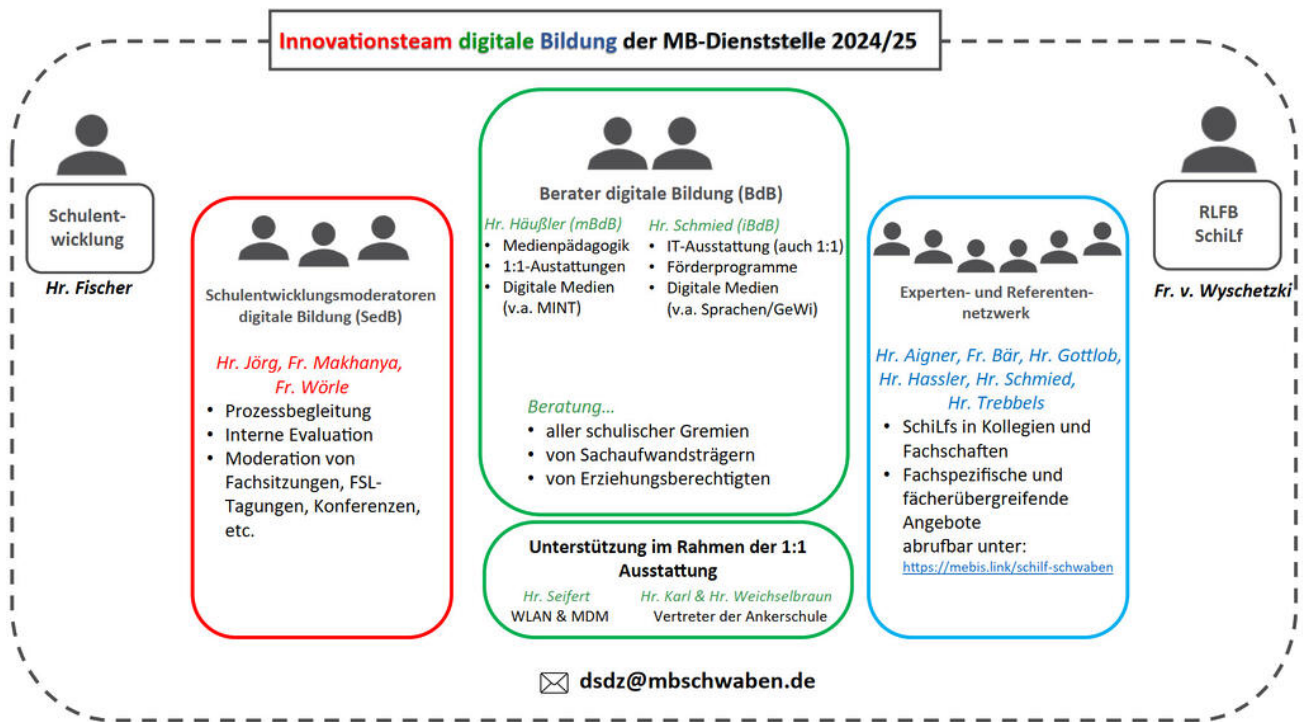 Innovationsteam digitale Bildung der MB-Dienststelle 2024/25
Schulent-
wicklung
Hr. Fischer
Schulentwicklungsmoderatoren
digitale Bildung (SedB)
Hr. Jörg, Fr. Makhanya,
Fr. Wörle
• Prozessbegleitung
• Interne Evaluation
• Moderation von
Fachsitzungen, FSL-
Tagungen, Konferenzen,
etc.
Berater digitale Bildung (BdB)
Hr. Häußler (mBdB)
• Medienpädagogik
• 1:1-Austattungen
• Digitale Medien
(v.a. MINT)
Hr. Schmied (iBdB)
• IT-Ausstattung (auch 1:1)
• Förderprogramme
• Digitale Medien
(v.a. Sprachen/GeWi)
Beratung...
• aller schulischer Gremien
• von Sachaufwandsträgern
• von Erziehungsberechtigten
Unterstützung im Rahmen der 1:1
Ausstattung
Hr. Seifert
WLAN & MDM
Hr. Karl & Hr. Weichselbraun
Vertreter der Ankerschule
Experten- und Referenten-
netzwerk
Hr. Aigner, Fr. Bär, Hr. Gottlob,
Hr. Hassler, Hr. Schmied,
Hr. Trebbels
• SchiLfs in Kollegien und
Fachschaften
• Fachspezifische und
fächerübergreifende
Angebote
abrufbar unter:
https://mebis.link/schilf-schwaben
RLFB
SchiLf
Fr. v. Wyschetzki
dsdz@mbschwaben.de